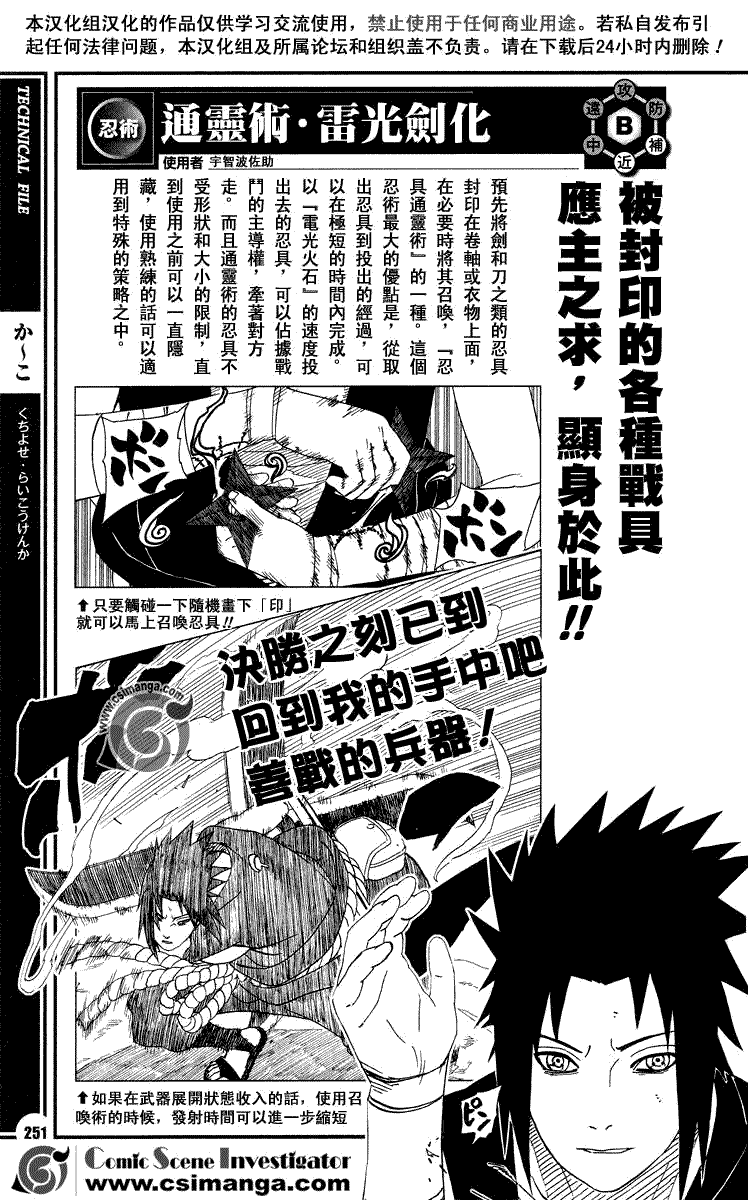 本汉化组汉化的作品仅供学习交流使用，禁止使用于任何商业用途。若私自发布引
起任何法律问题，本汉化组及所属论坛和组织盖不负责。请在下载后24小时内删除！
TECHNICAL FILE
か～こ
くちよせ・らいこうけんか
忍術
通靈術・雷光劍化
使用者 宇智波佐助
攻
防
補
近
中
遠
B
被封印的各種戰具
應主之求，顯身於此!!
預先將劍和刀之類的忍具
封印在卷軸或衣物上面，
在必要時將其召喚，『忍
具通靈術』的一種。這個
忍術最大的優點是，從取
出忍具到投出的經過，可
以在極短的時間內完成。
以『電光火石』的速度投
出去的忍具，可以佔據戰
鬥的主導權，牽著對方
走。而且通靈術的忍具不
受形狀和大小的限制，直
到使用之前可以一直隱
藏，使用熟練的話可以適
用到特殊的策略之中。
ボン
ボン
⬆只要觸碰一下隨機畫下「印」
就可以馬上召喚忍具!!
決勝之刻已到
回到我的手中吧
善戰的兵器！
www.csimanga.com
⬆如果在武器展開狀態收入的話，使用召
喚術的時候，發射時間可以進一步縮短
ピン
251
Comic Scene Investigator
www.csimanga.com